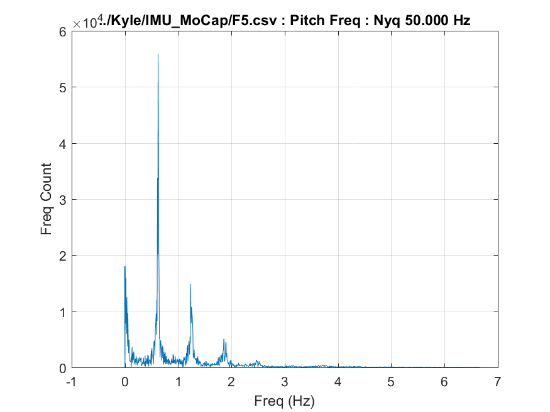 ×10⁴
../Kyle/IMU_MoCap/F5.csv : Pitch Freq : Nyq 50.000 Hz
6
5
4
3
2
1
0
Freq Count
-1 0 1 2 3 4 5 6 7
Freq (Hz)